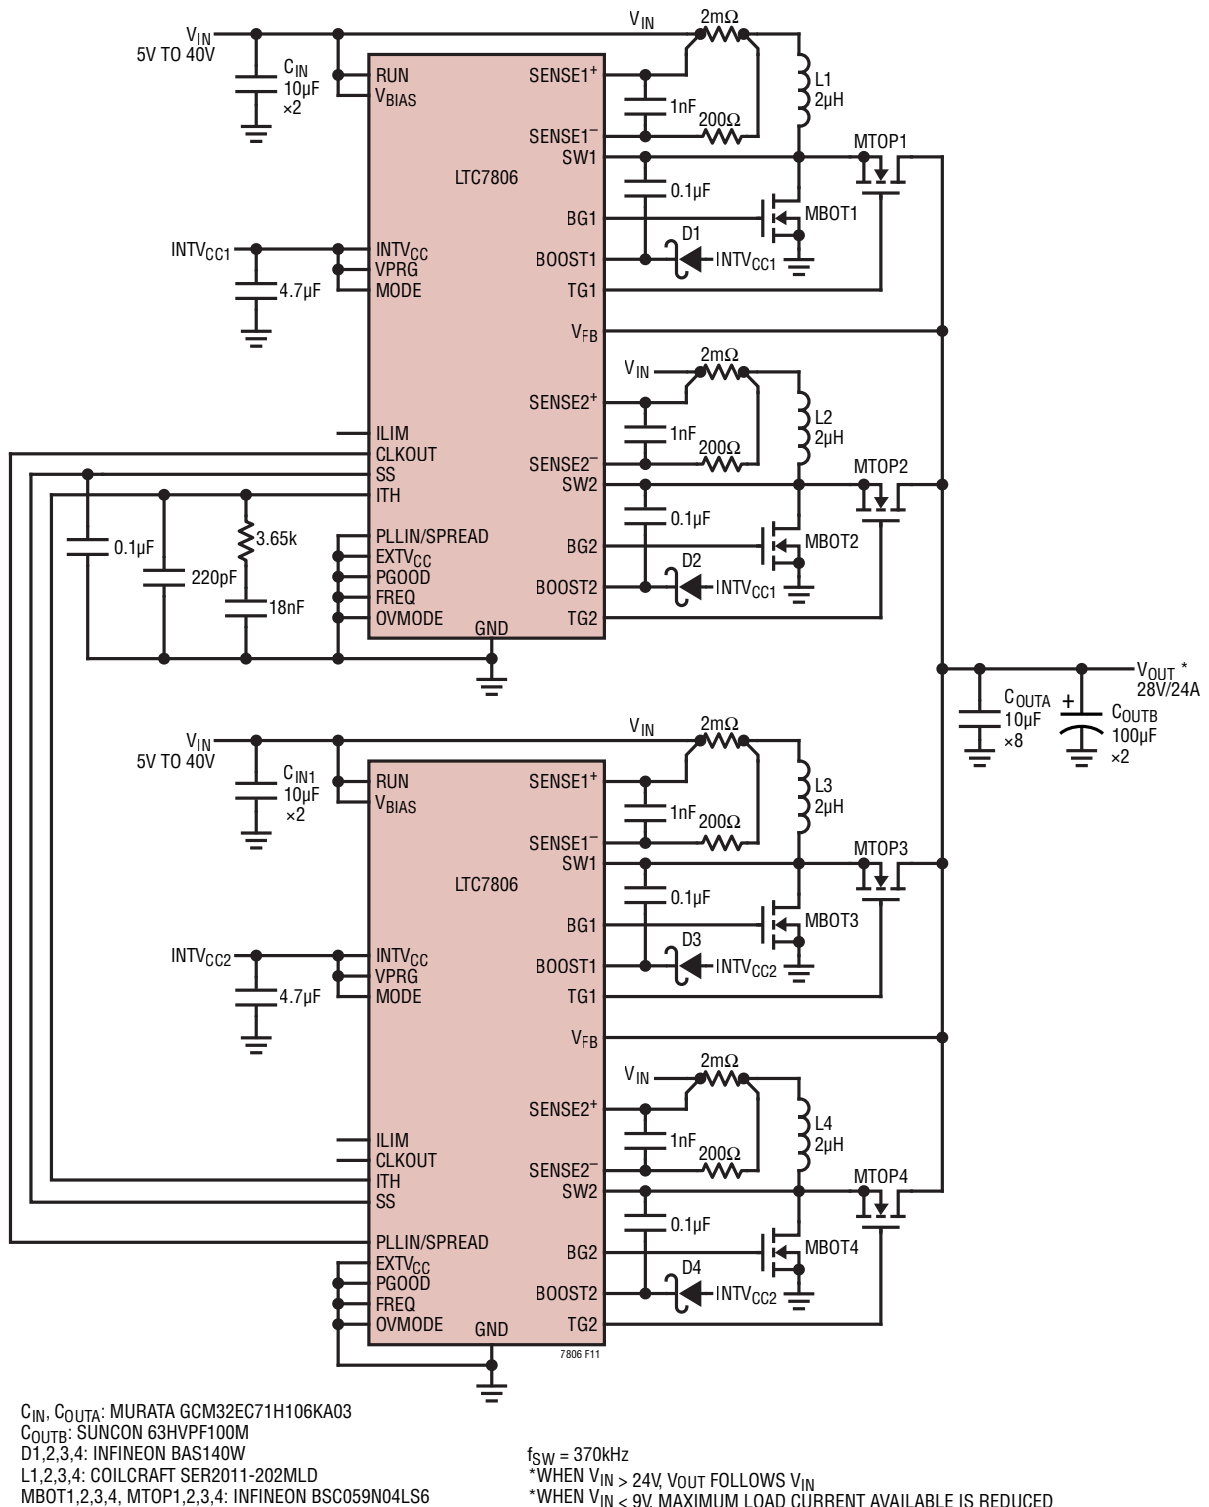 VIN
5V TO 40V
CIN
10µF
×2
RUN
VBIAS
LTC7806
INTVCC1
4.7µF
INTVCC
VPRG
MODE
ILIM
CLKOUT
SS
ITH
0.1µF
220pF
3.65k
18nF
PLLIN/SPREAD
EXTVCC
PGOOD
FREQ
OVMODE
GND
VIN
2mΩ
SENSE1+
1nF
200Ω
SENSE1–
L1
2µH
SW1
MTOP1
0.1µF
BG1
MBOT1
D1
BOOST1
INTVCC1
TG1
VFB
VIN
2mΩ
SENSE2+
1nF
200Ω
SENSE2–
L2
2µH
SW2
MTOP2
0.1µF
BG2
MBOT2
D2
BOOST2
INTVCC1
TG2
VOUT *
28V/24A
COUTA
10µF
×8
+
COUTB
100µF
×2
VIN
5V TO 40V
CIN1
10µF
×2
RUN
VBIAS
LTC7806
INTVCC2
4.7µF
INTVCC
VPRG
MODE
ILIM
CLKOUT
ITH
SS
PLLIN/SPREAD
EXTVCC
PGOOD
FREQ
OVMODE
GND
VIN
2mΩ
SENSE1+
1nF
200Ω
SENSE1–
L3
2µH
SW1
MTOP3
0.1µF
BG1
MBOT3
D3
BOOST1
INTVCC2
TG1
VFB
VIN
2mΩ
SENSE2+
1nF
200Ω
SENSE2–
L4
2µH
SW2
MTOP4
0.1µF
BG2
MBOT4
D4
BOOST2
INTVCC2
TG2
7806 F11
CIN, COUTA: MURATA GCM32EC71H106KA03
COUTB: SUNCON 63HVPF100M
D1,2,3,4: INFINEON BAS140W
L1,2,3,4: COILCRAFT SER2011-202MLD
MBOT1,2,3,4, MTOP1,2,3,4: INFINEON BSC059N04LS6
fSW = 370kHz
*WHEN VIN > 24V, VOUT FOLLOWS VIN
*WHEN VIN < 9V, MAXIMUM LOAD CURRENT AVAILABLE IS REDUCED